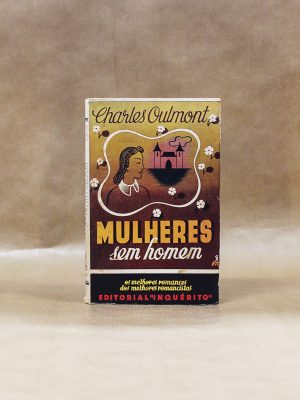 Charles Oulmont
MULHERES
sem homem
os melhores romances
dos melhores romancistas
EDITORIAL "INQUÉRITO"